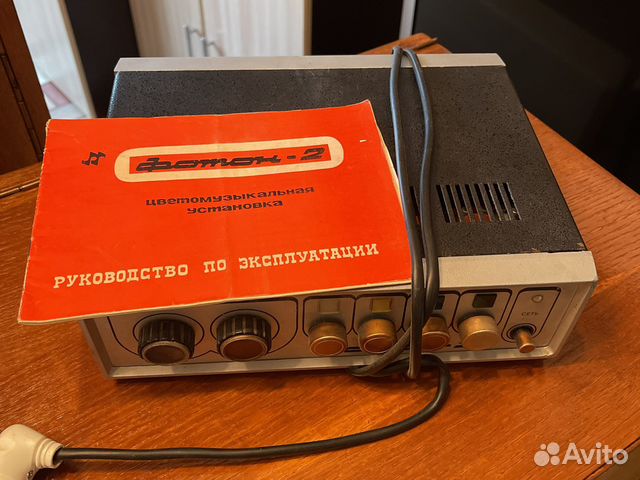 фотон-2
цветомузыкальная
установка
РУКОВОДСТВО ПО ЭКСПЛУАТАЦИИ
СЕТЬ
Avito